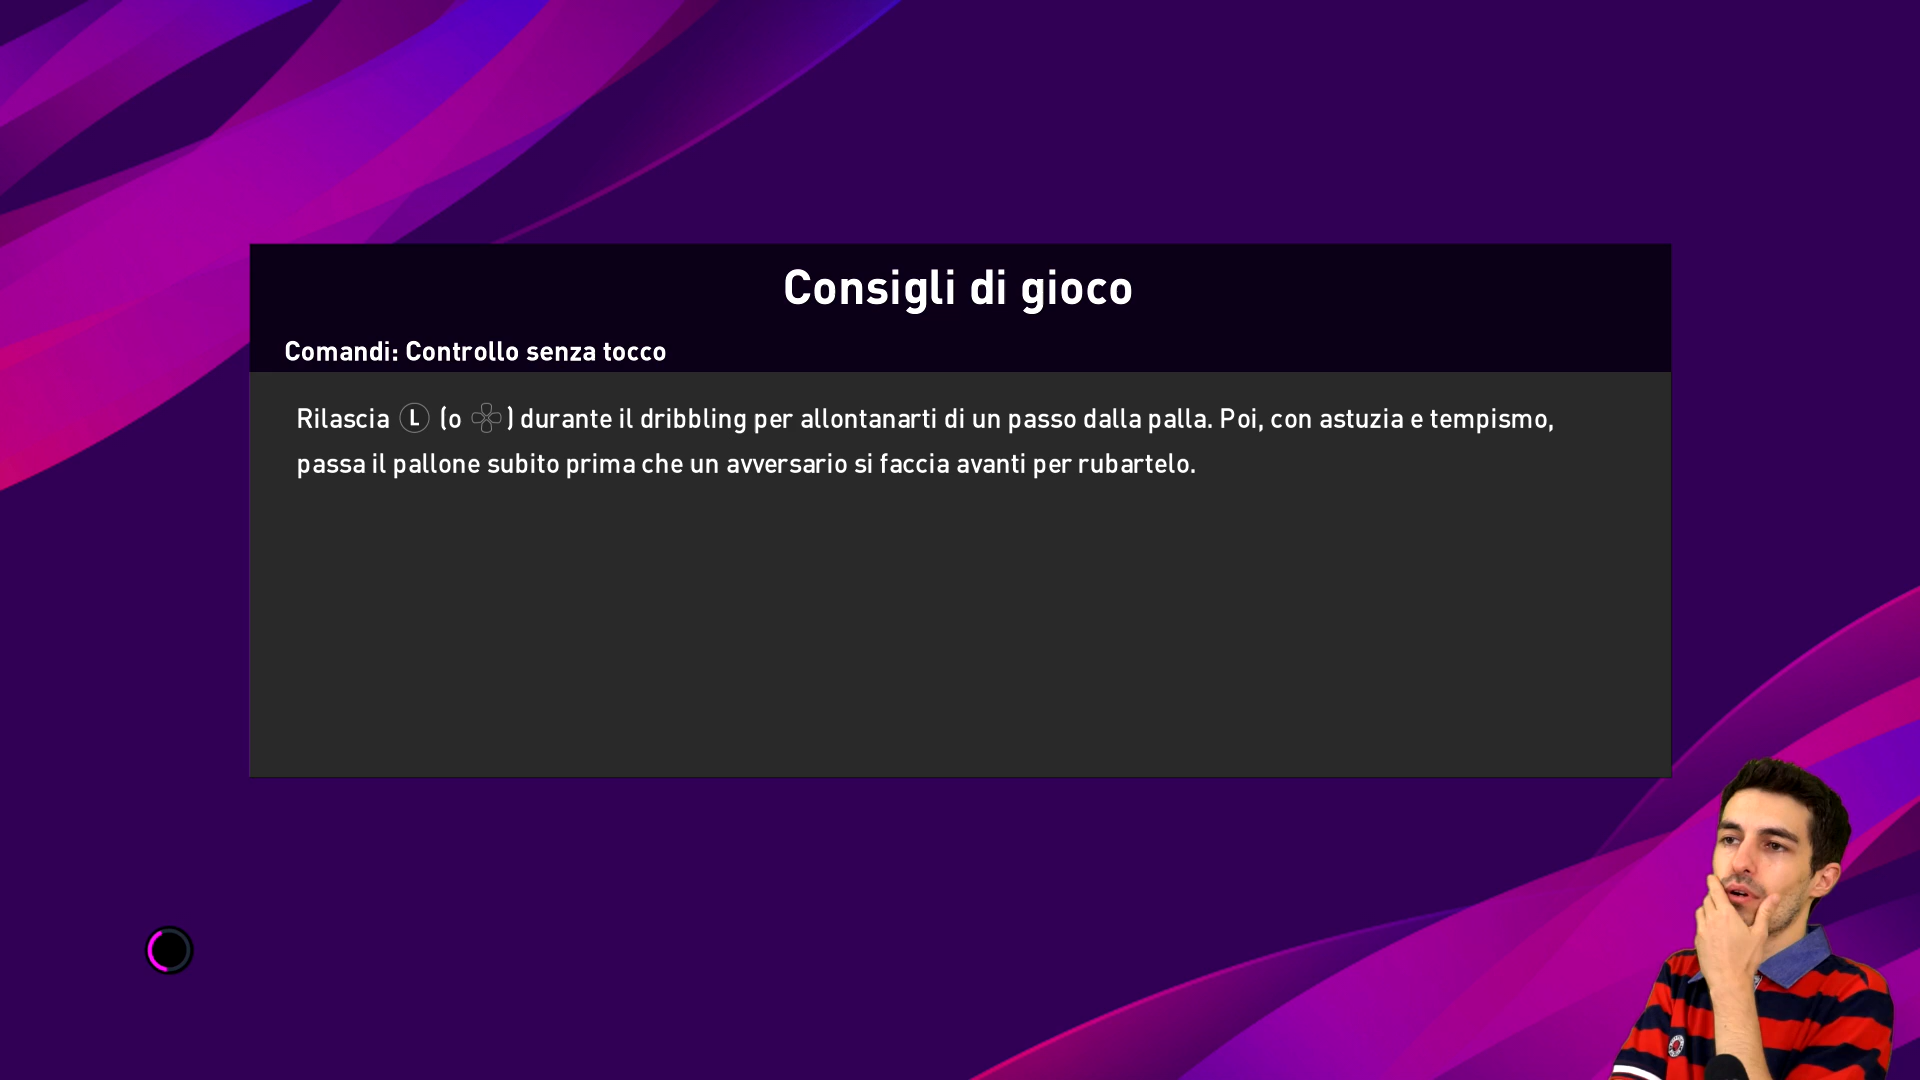 Consigli di gioco
Comandi: Controllo senza tocco
Rilascia L (o ) durante il dribbling per allontanarti di un passo dalla palla. Poi, con astuzia e tempismo,
passa il pallone subito prima che un avversario si faccia avanti per rubartelo.